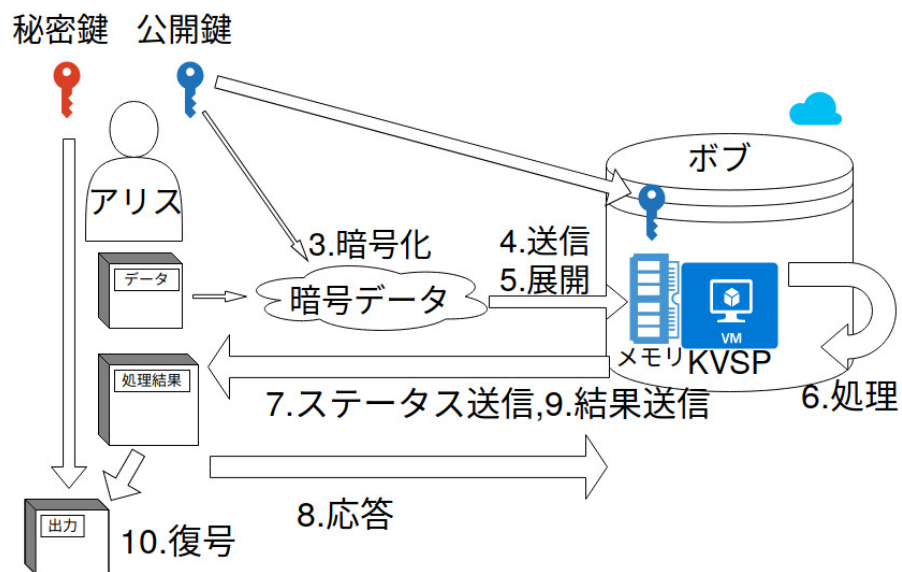 秘密鍵 公開鍵
ボブ
アリス
3.暗号化
4.送信
5.展開
データ
暗号データ
VM
メモリ KVSP
処理結果
6.処理
7.ステータス送信,9.結果送信
8.応答
出力
10.復号